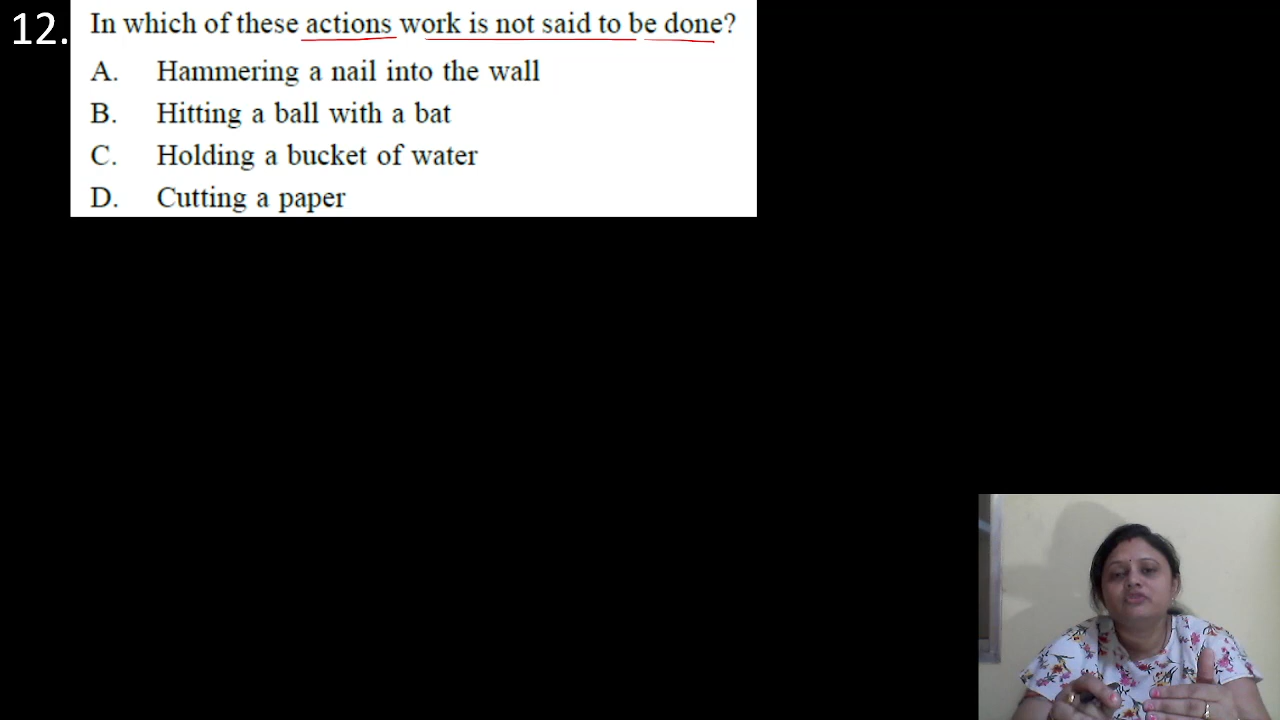 12. In which of these actions work is not said to be done?
A. Hammering a nail into the wall
B. Hitting a ball with a bat
C. Holding a bucket of water
D. Cutting a paper